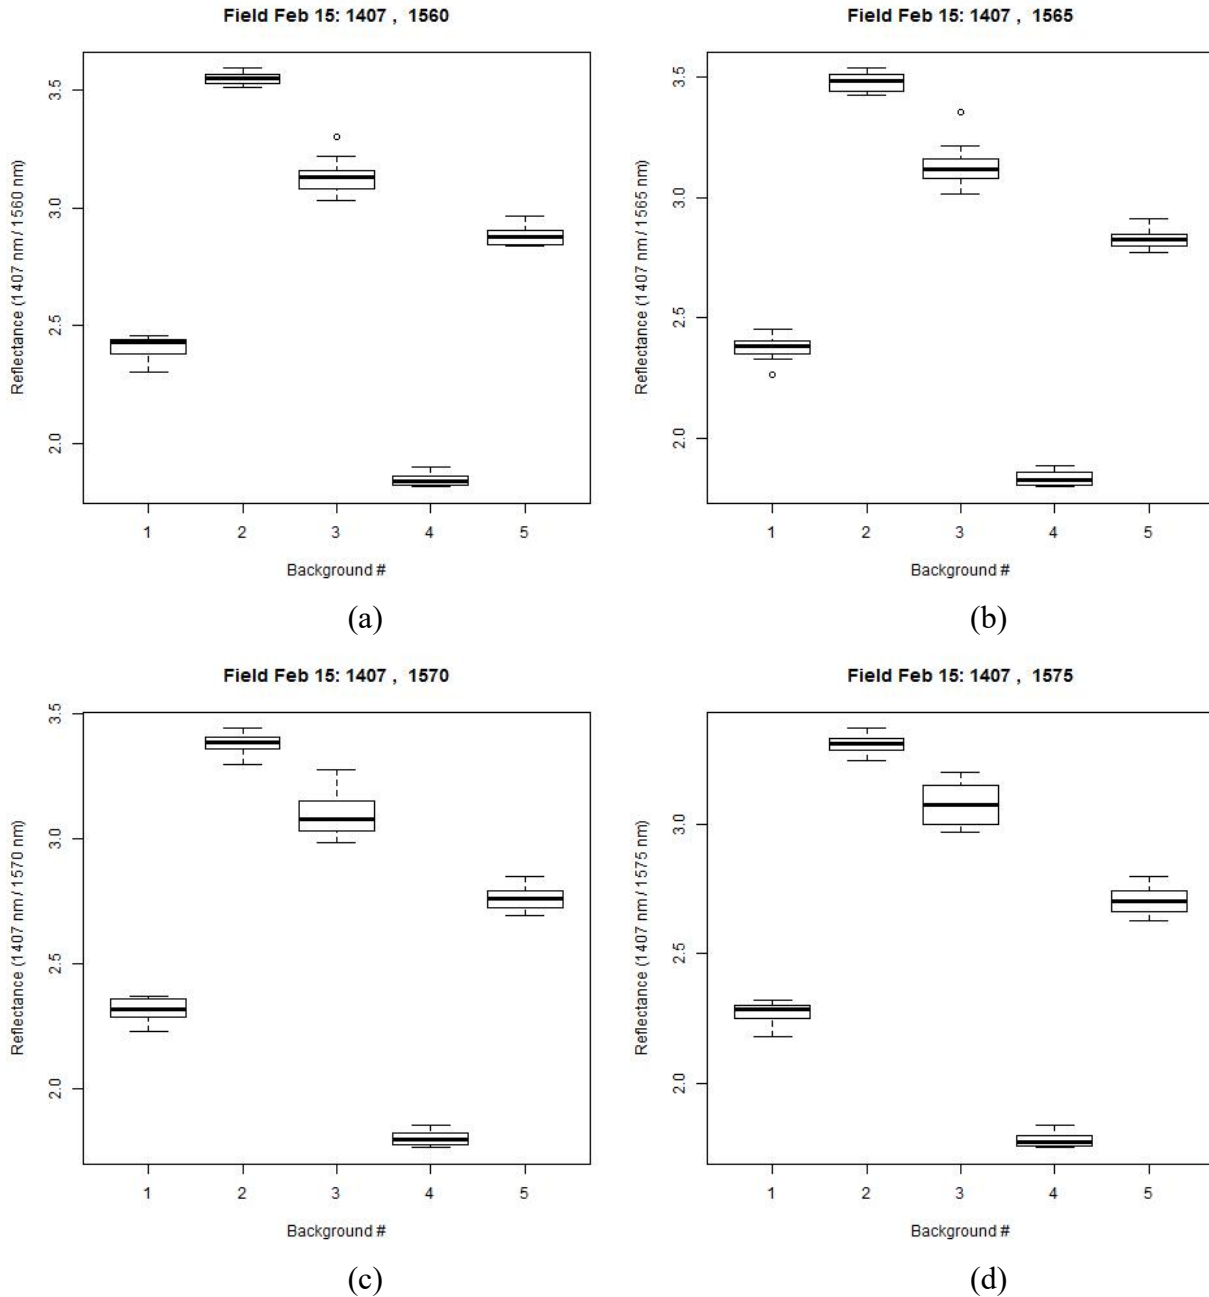 Field Feb 15: 1407 , 1560
Reflectance (1407 nm / 1560 nm)
3.5
3.0
2.5
2.0
1 2 3 4 5
Background #
(a)
Field Feb 15: 1407 , 1565
Reflectance (1407 nm / 1565 nm)
3.5
3.0
2.5
2.0
1 2 3 4 5
Background #
(b)
Field Feb 15: 1407 , 1570
Reflectance (1407 nm / 1570 nm)
3.5
3.0
2.5
2.0
1 2 3 4 5
Background #
(c)
Field Feb 15: 1407 , 1575
Reflectance (1407 nm / 1575 nm)
3.0
2.5
2.0
1 2 3 4 5
Background #
(d)